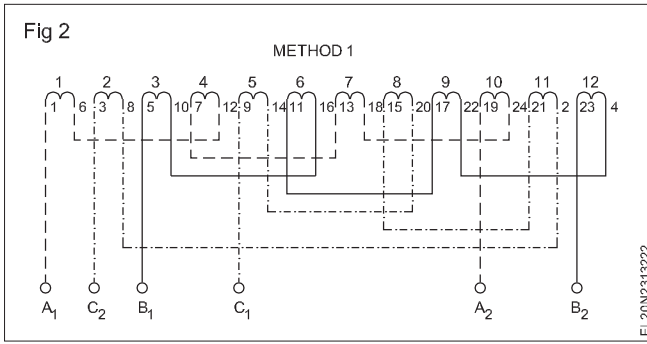 Fig 2
METHOD 1
1 2 3 4 5 6 7 8 9 10 11 12
1 6 3 8 5 10 7 12 9 14 11 16 13 18 15 20 17 22 19 24 21 2 23 4
A1 C2 B1 C1 A2 B2
EL20N2313222